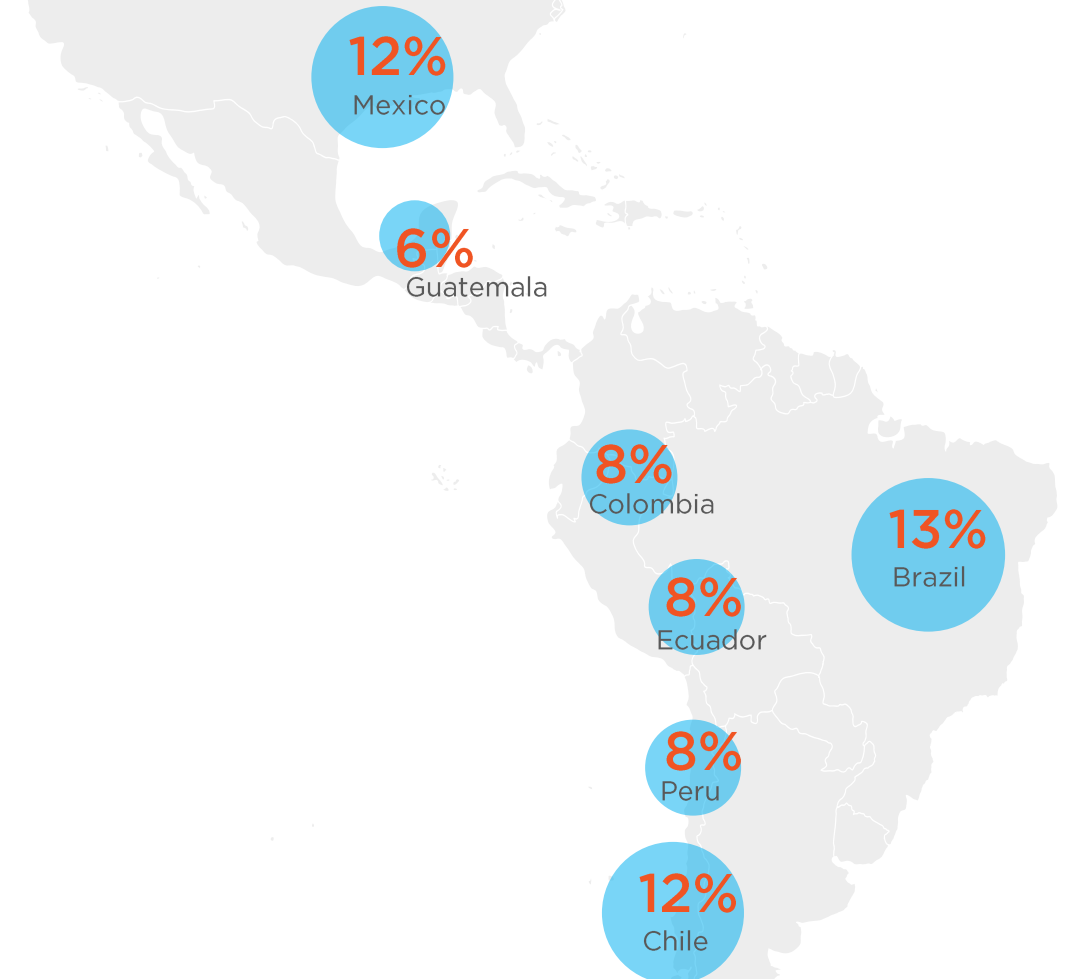 12%
Mexico
6%
Guatemala
8%
Colombia
13%
Brazil
8%
Ecuador
8%
Peru
12%
Chile